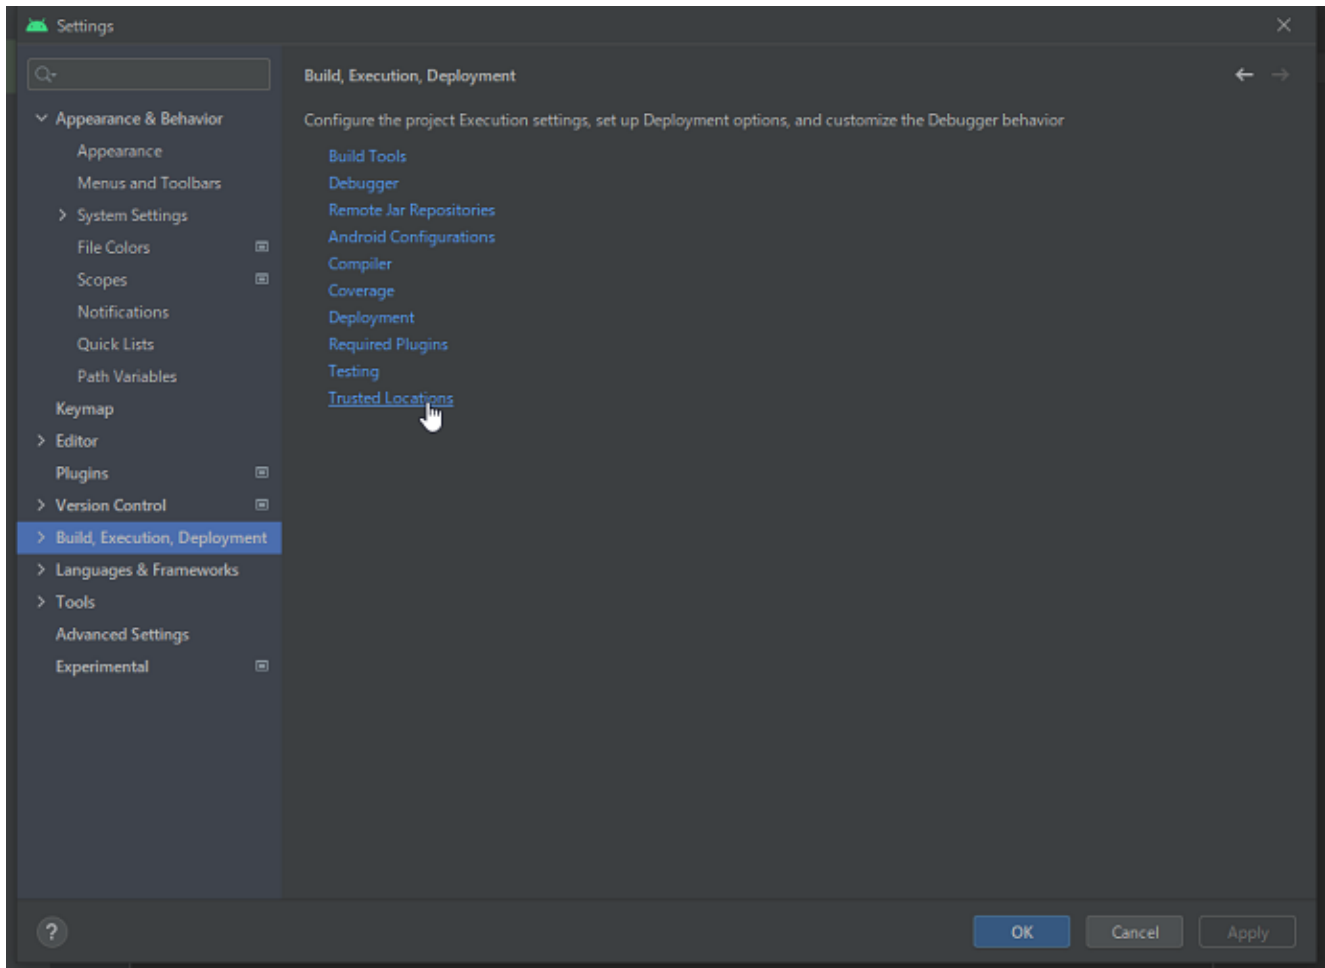 Settings
Build, Execution, Deployment
Configure the project Execution settings, set up Deployment options, and customize the Debugger behavior
Build Tools
Debugger
Remote Jar Repositories
Android Configurations
Compiler
Coverage
Deployment
Required Plugins
Testing
Trusted Locations
Appearance & Behavior
Appearance
Menus and Toolbars
System Settings
File Colors
Scopes
Notifications
Quick Lists
Path Variables
Keymap
Editor
Plugins
Version Control
Build, Execution, Deployment
Languages & Frameworks
Tools
Advanced Settings
Experimental
?
OK
Cancel
Apply